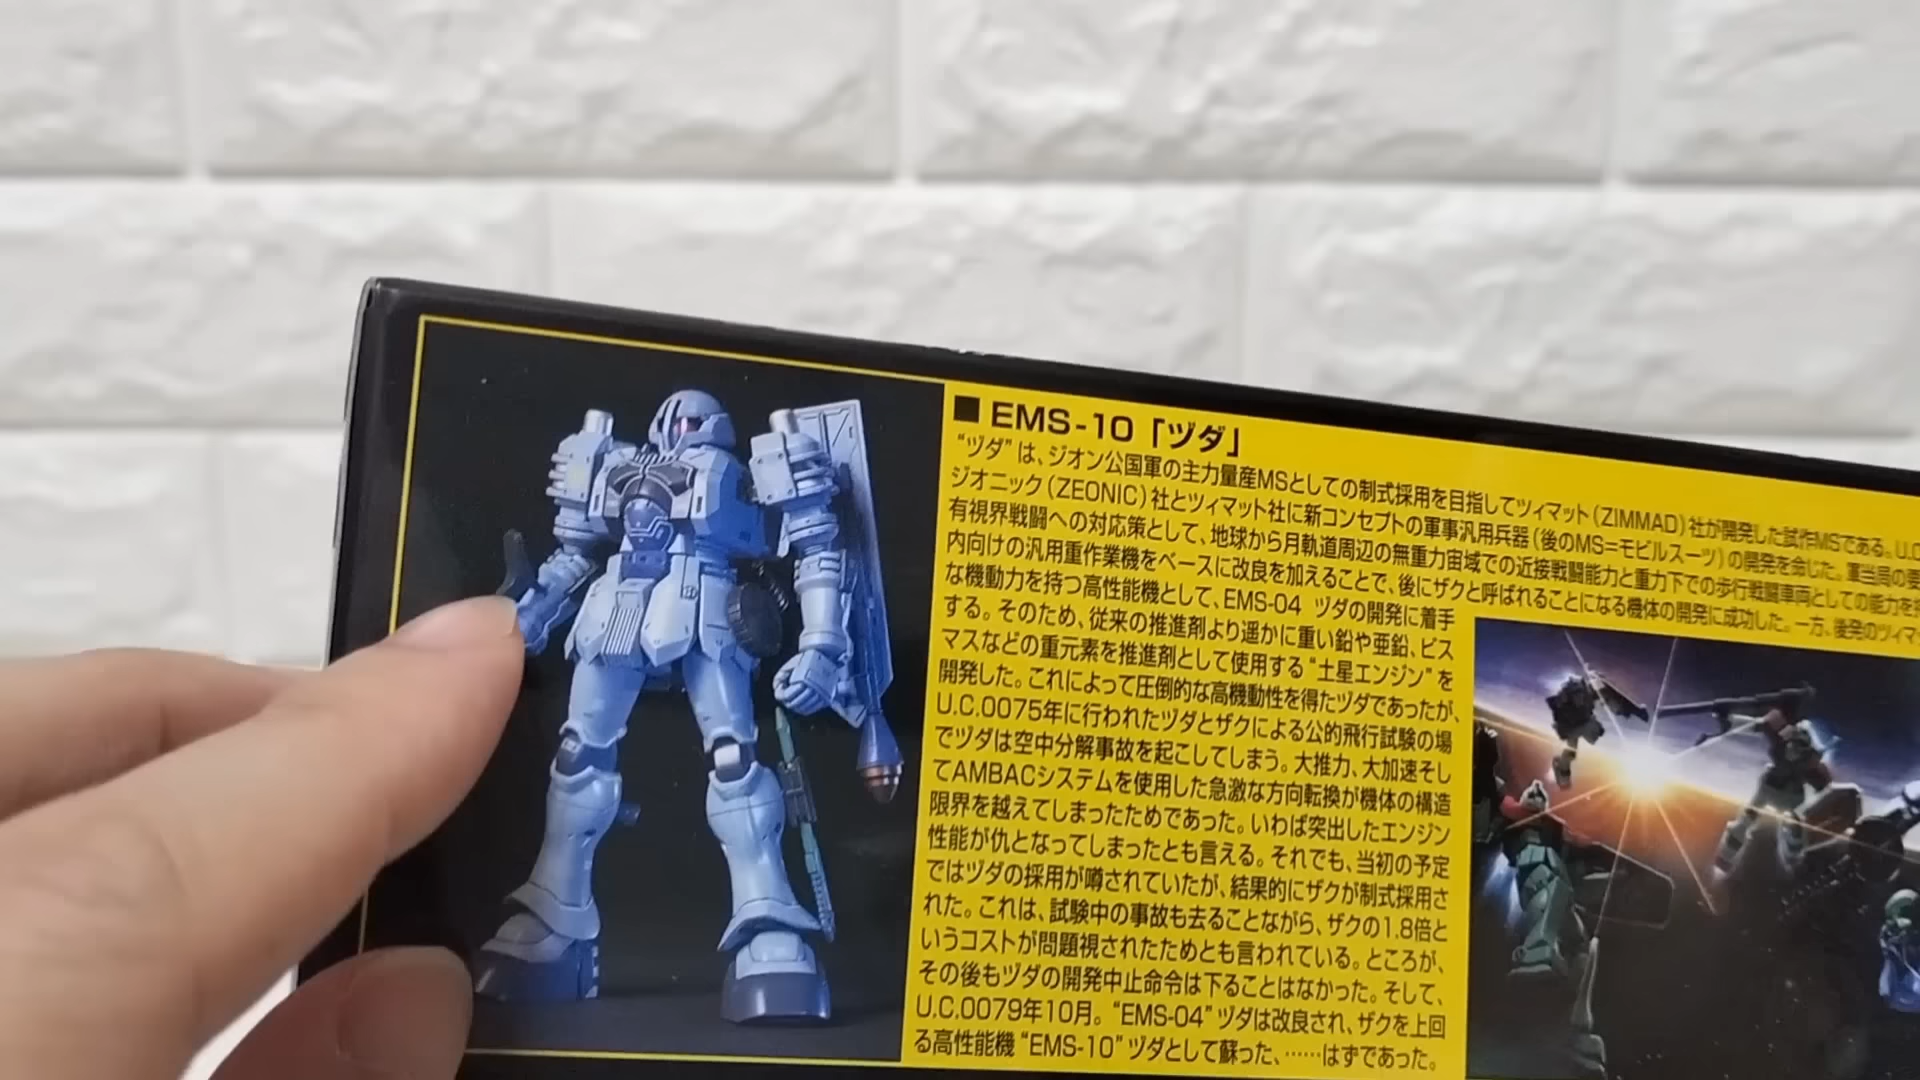 ■EMS-10「ヅダ」
“ヅダ”は、ジオン公国軍の主力量産MSとしての制式採用を目指してツィマット(ZIMMAD)社が開発した試作MSである。U.C
ジオニック(ZEONIC)社とツィマット社に新コンセプトの軍事汎用兵器(後のMS=モビルスーツ)の開発を命じた。軍当局の要
有視界戦闘への対応策として、地球から月軌道周辺の無重力宙域での近接戦闘能力と重力下での歩行戦闘車両としての能力を
内向けの汎用重作業機をベースに改良を加えることで、後にザクと呼ばれることになる機体の開発に成功した。一方、後発のツィマ
な機動力を持つ高性能機として、EMS-04 ヅダの開発に着手
する。そのため、従来の推進剤より遥かに重い鉛や亜鉛、ビス
マスなどの重元素を推進剤として使用する“土星エンジン”を
開発した。これによって圧倒的な高機動性を得たヅダであったが、
U.C.0075年に行われたヅダとザクによる公的飛行試験の場
でヅダは空中分解事故を起こしてしまう。大推力、大加速そし
てAMBACシステムを使用した急激な方向転換が機体の構造
限界を越えてしまったためであった。いわば突出したエンジン
性能が仇となってしまったとも言える。それでも、当初の予定
ではヅダの採用が噂されていたが、結果的にザクが制式採用さ
れた。これは、試験中の事故も去ることながら、ザクの1.8倍と
いうコストが問題視されたためとも言われている。ところが、
その後もヅダの開発中止命令は下ることはなかった。そして、
U.C.0079年10月。“EMS-04”ヅダは改良され、ザクを上回
る高性能機“EMS-10”ヅダとして蘇った、……はずであった。